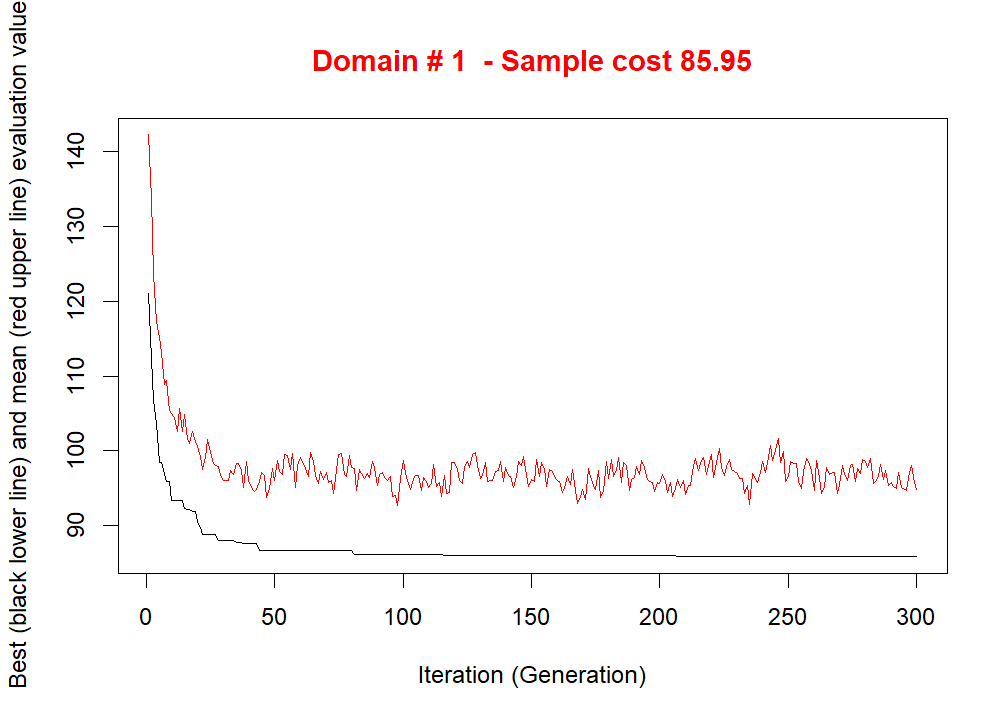 Domain # 1  - Sample cost 85.95
Best (black lower line) and mean (red upper line) evaluation value
140
130
120
110
100
90
0 50 100 150 200 250 300
Iteration (Generation)